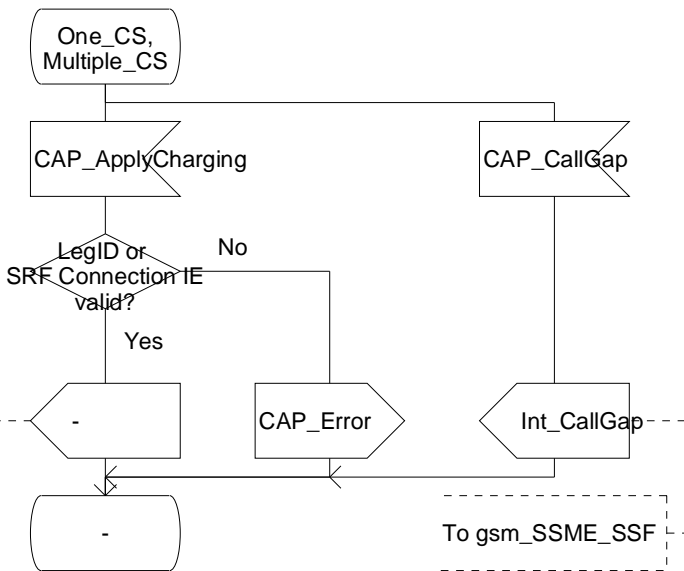 One_CS,
Multiple_CS
CAP_ApplyCharging
CAP_CallGap
LegID or
SRF Connection IE
valid?
No
Yes
-
CAP_Error
Int_CallGap
-
To gsm_SSME_SSF